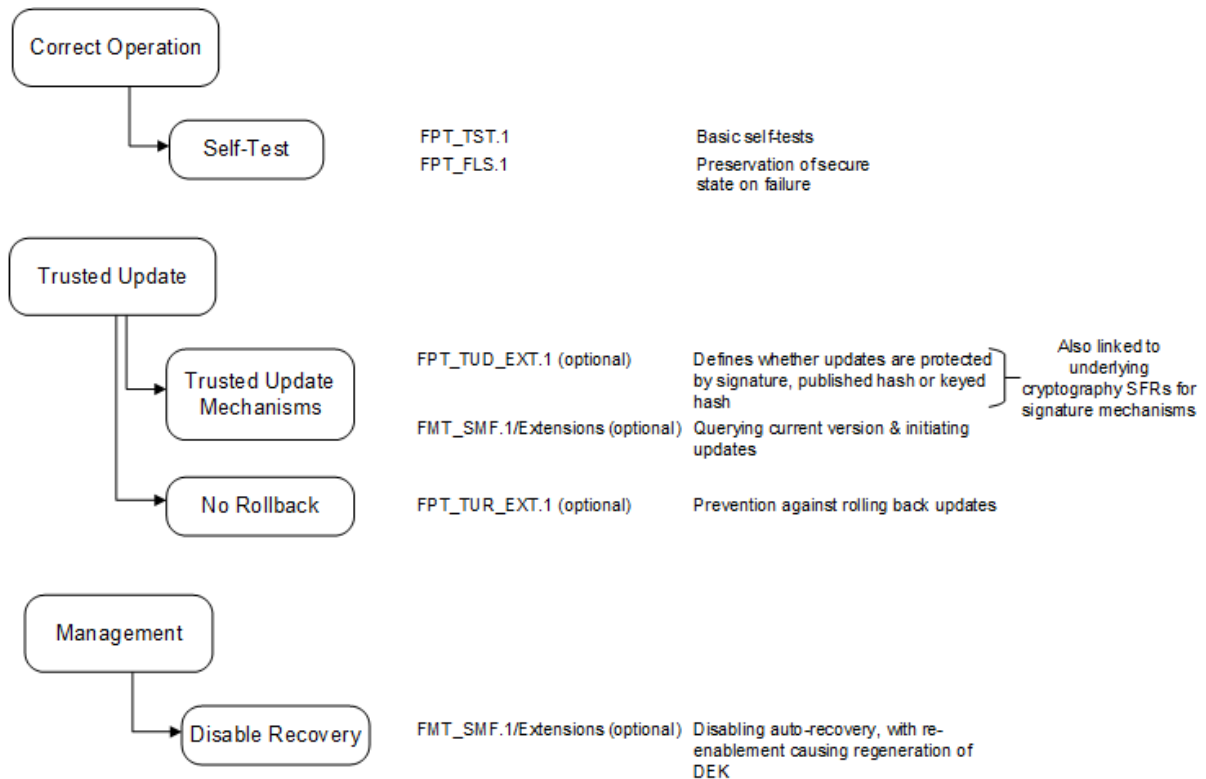 Correct Operation
Self-Test
FPT_TST.1
Basic self-tests
FPT_FLS.1
Preservation of secure
state on failure
Trusted Update
Trusted Update
Mechanisms
FPT_TUD_EXT.1 (optional)
Defines whether updates are protected
by signature, published hash or keyed
hash
Also linked to
underlying
cryptography SFRs for
signature mechanisms
FMT_SMF.1/Extensions (optional)
Querying current version & initiating
updates
No Rollback
FPT_TUR_EXT.1 (optional)
Prevention against rolling back updates
Management
Disable Recovery
FMT_SMF.1/Extensions (optional)
Disabling auto-recovery, with re-
enablement causing regeneration of
DEK